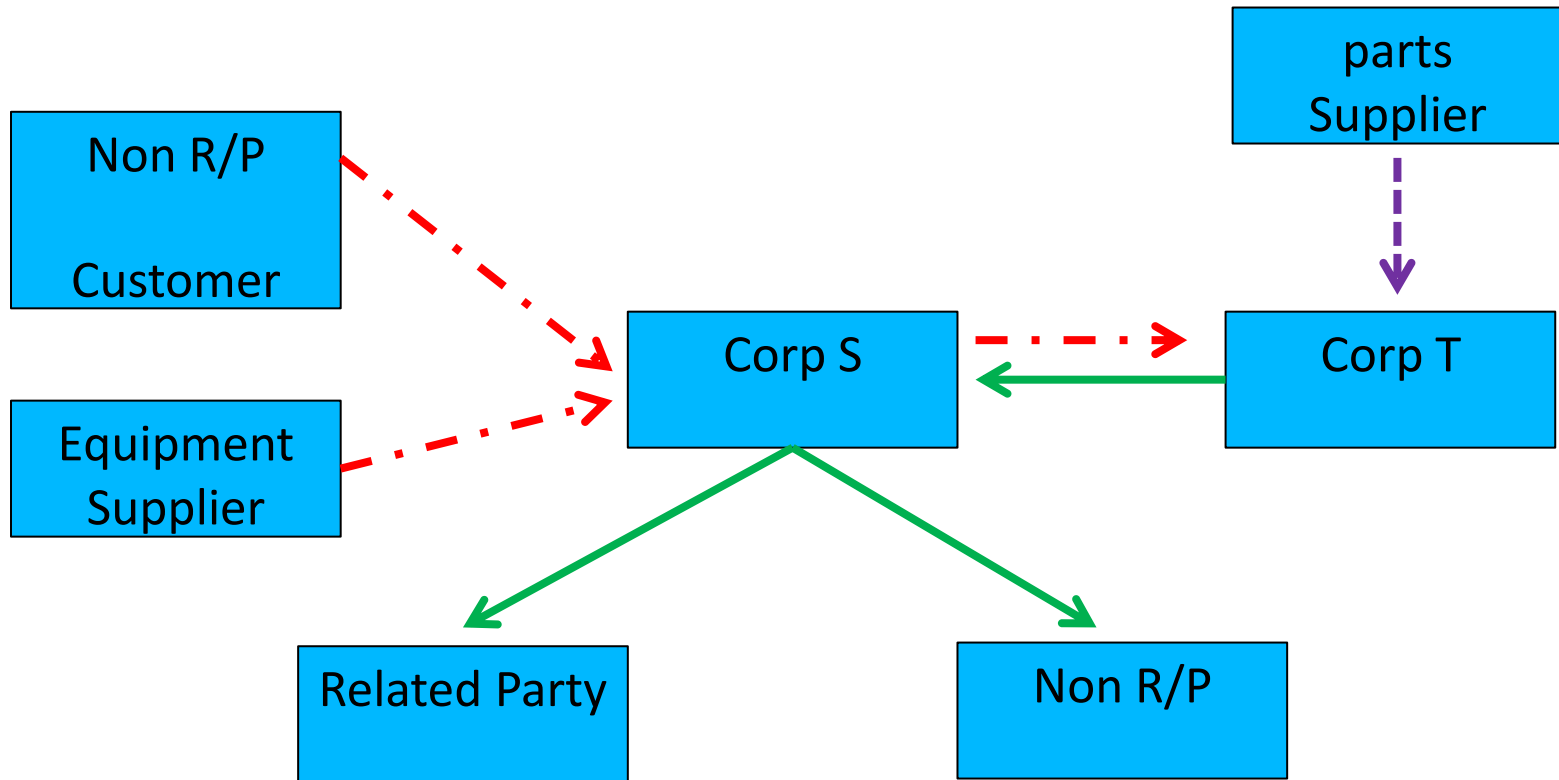 parts
Supplier
Non R/P
Customer
Corp S
Corp T
Equipment
Supplier
Related Party
Non R/P